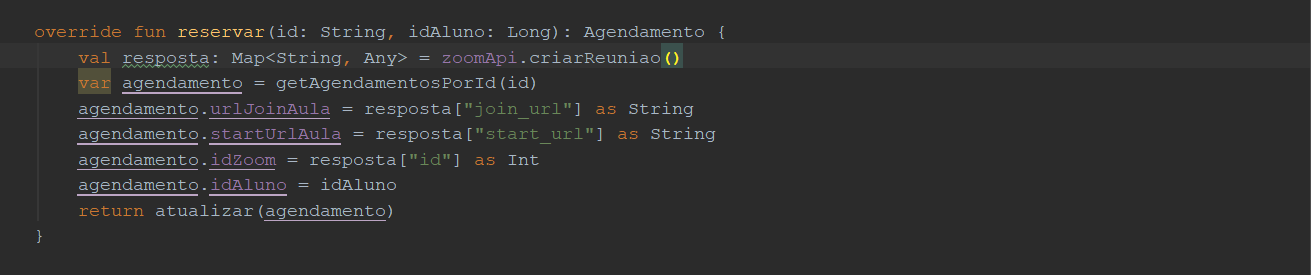 override fun reservar(id: String, idAluno: Long): Agendamento {
val resposta: Map<String, Any> = zoomApi.criarReuniao()
var agendamento = getAgendamentosPorId(id)
agendamento.urlJoinAula = resposta["join_url"] as String
agendamento.startUrlAula = resposta["start_url"] as String
agendamento.idZoom = resposta["id"] as Int
agendamento.idAluno = idAluno
return atualizar(agendamento)
}